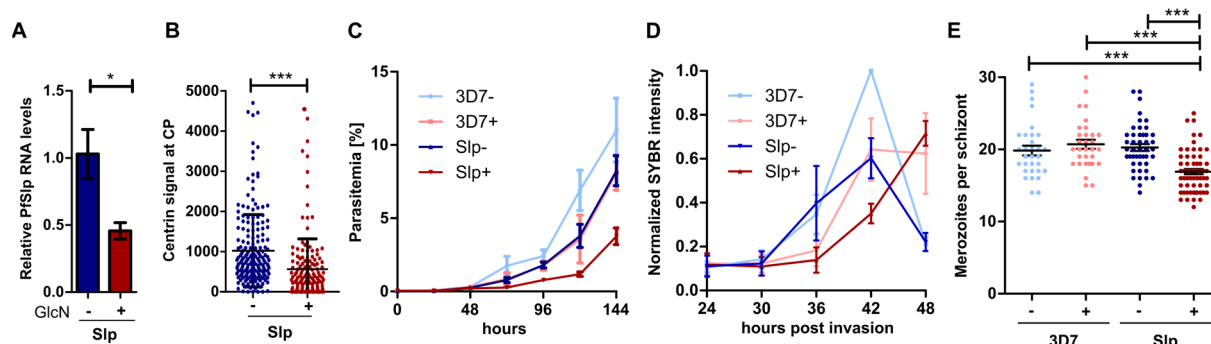 A
Relative PfSlp RNA levels
1.5
1.0
0.5
0.0
*
GlcN - +
Slp
B
Centrin signal at CP
5000
4000
3000
2000
1000
0
***
- +
Slp
C
Parasitemia [%]
15
10
5
0
3D7-
3D7+
Slp-
Slp+
0 48 96 144
hours
D
Normalized SYBR intensity
1.0
0.8
0.6
0.4
0.2
0.0
3D7-
3D7+
Slp-
Slp+
24 30 36 42 48
hours post invasion
E
***
***
***
Merozoites per schizont
30
20
10
0
- + - +
3D7 Slp